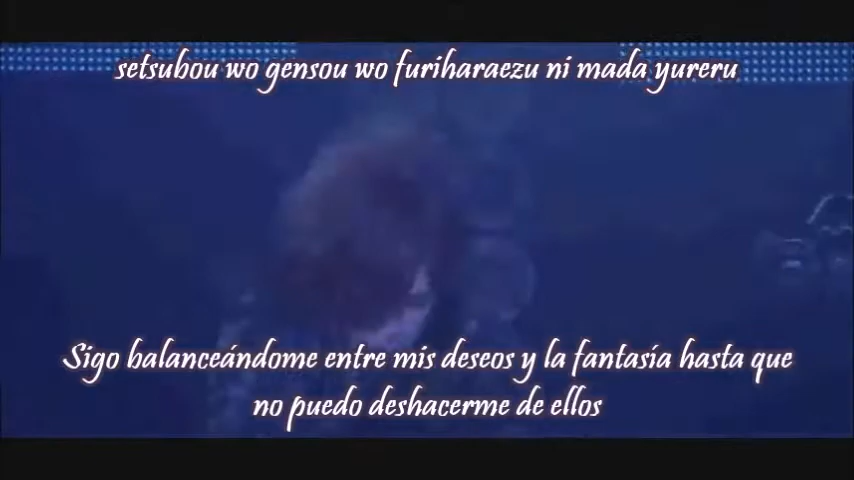 setsubou wo gensou wo furiharaezu ni mada yureru
Sigo balanceándome entre mis deseos y la fantasía hasta que
no puedo deshacerme de ellos